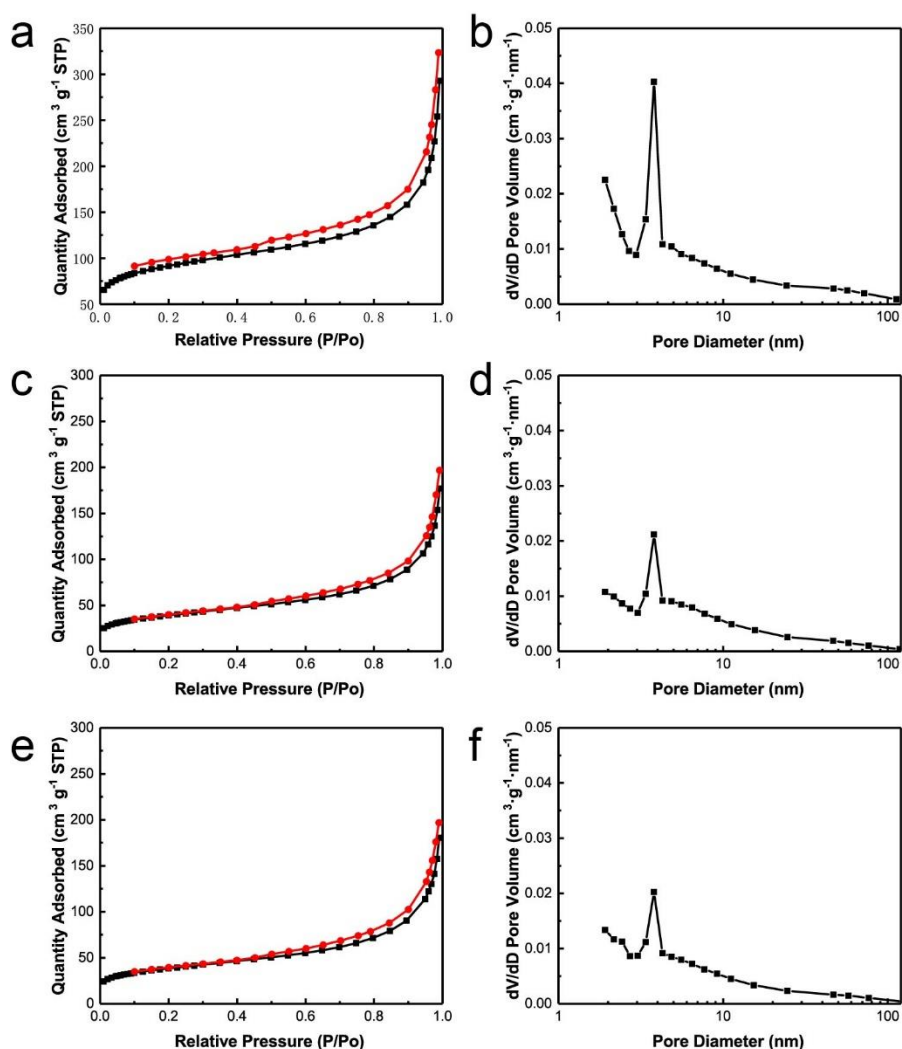 a
350
300
250
200
150
100
50
0.0 0.2 0.4 0.6 0.8 1.0
Quantity Adsorbed (cm³ g⁻¹ STP)
Relative Pressure (P/Po)
b
0.05
0.04
0.03
0.02
0.01
0.00
1 10 100
dV/dD Pore Volume (cm³·g⁻¹·nm⁻¹)
Pore Diameter (nm)
c
300
250
200
150
100
50
0
0.0 0.2 0.4 0.6 0.8 1.0
Quantity Adsorbed (cm³ g⁻¹ STP)
Relative Pressure (P/Po)
d
0.05
0.04
0.03
0.02
0.01
0.00
1 10 100
dV/dD Pore Volume (cm³·g⁻¹·nm⁻¹)
Pore Diameter (nm)
e
300
250
200
150
100
50
0
0.0 0.2 0.4 0.6 0.8 1.0
Quantity Adsorbed (cm³ g⁻¹ STP)
Relative Pressure (P/Po)
f
0.05
0.04
0.03
0.02
0.01
0.00
1 10 100
dV/dD Pore Volume (cm³·g⁻¹·nm⁻¹)
Pore Diameter (nm)